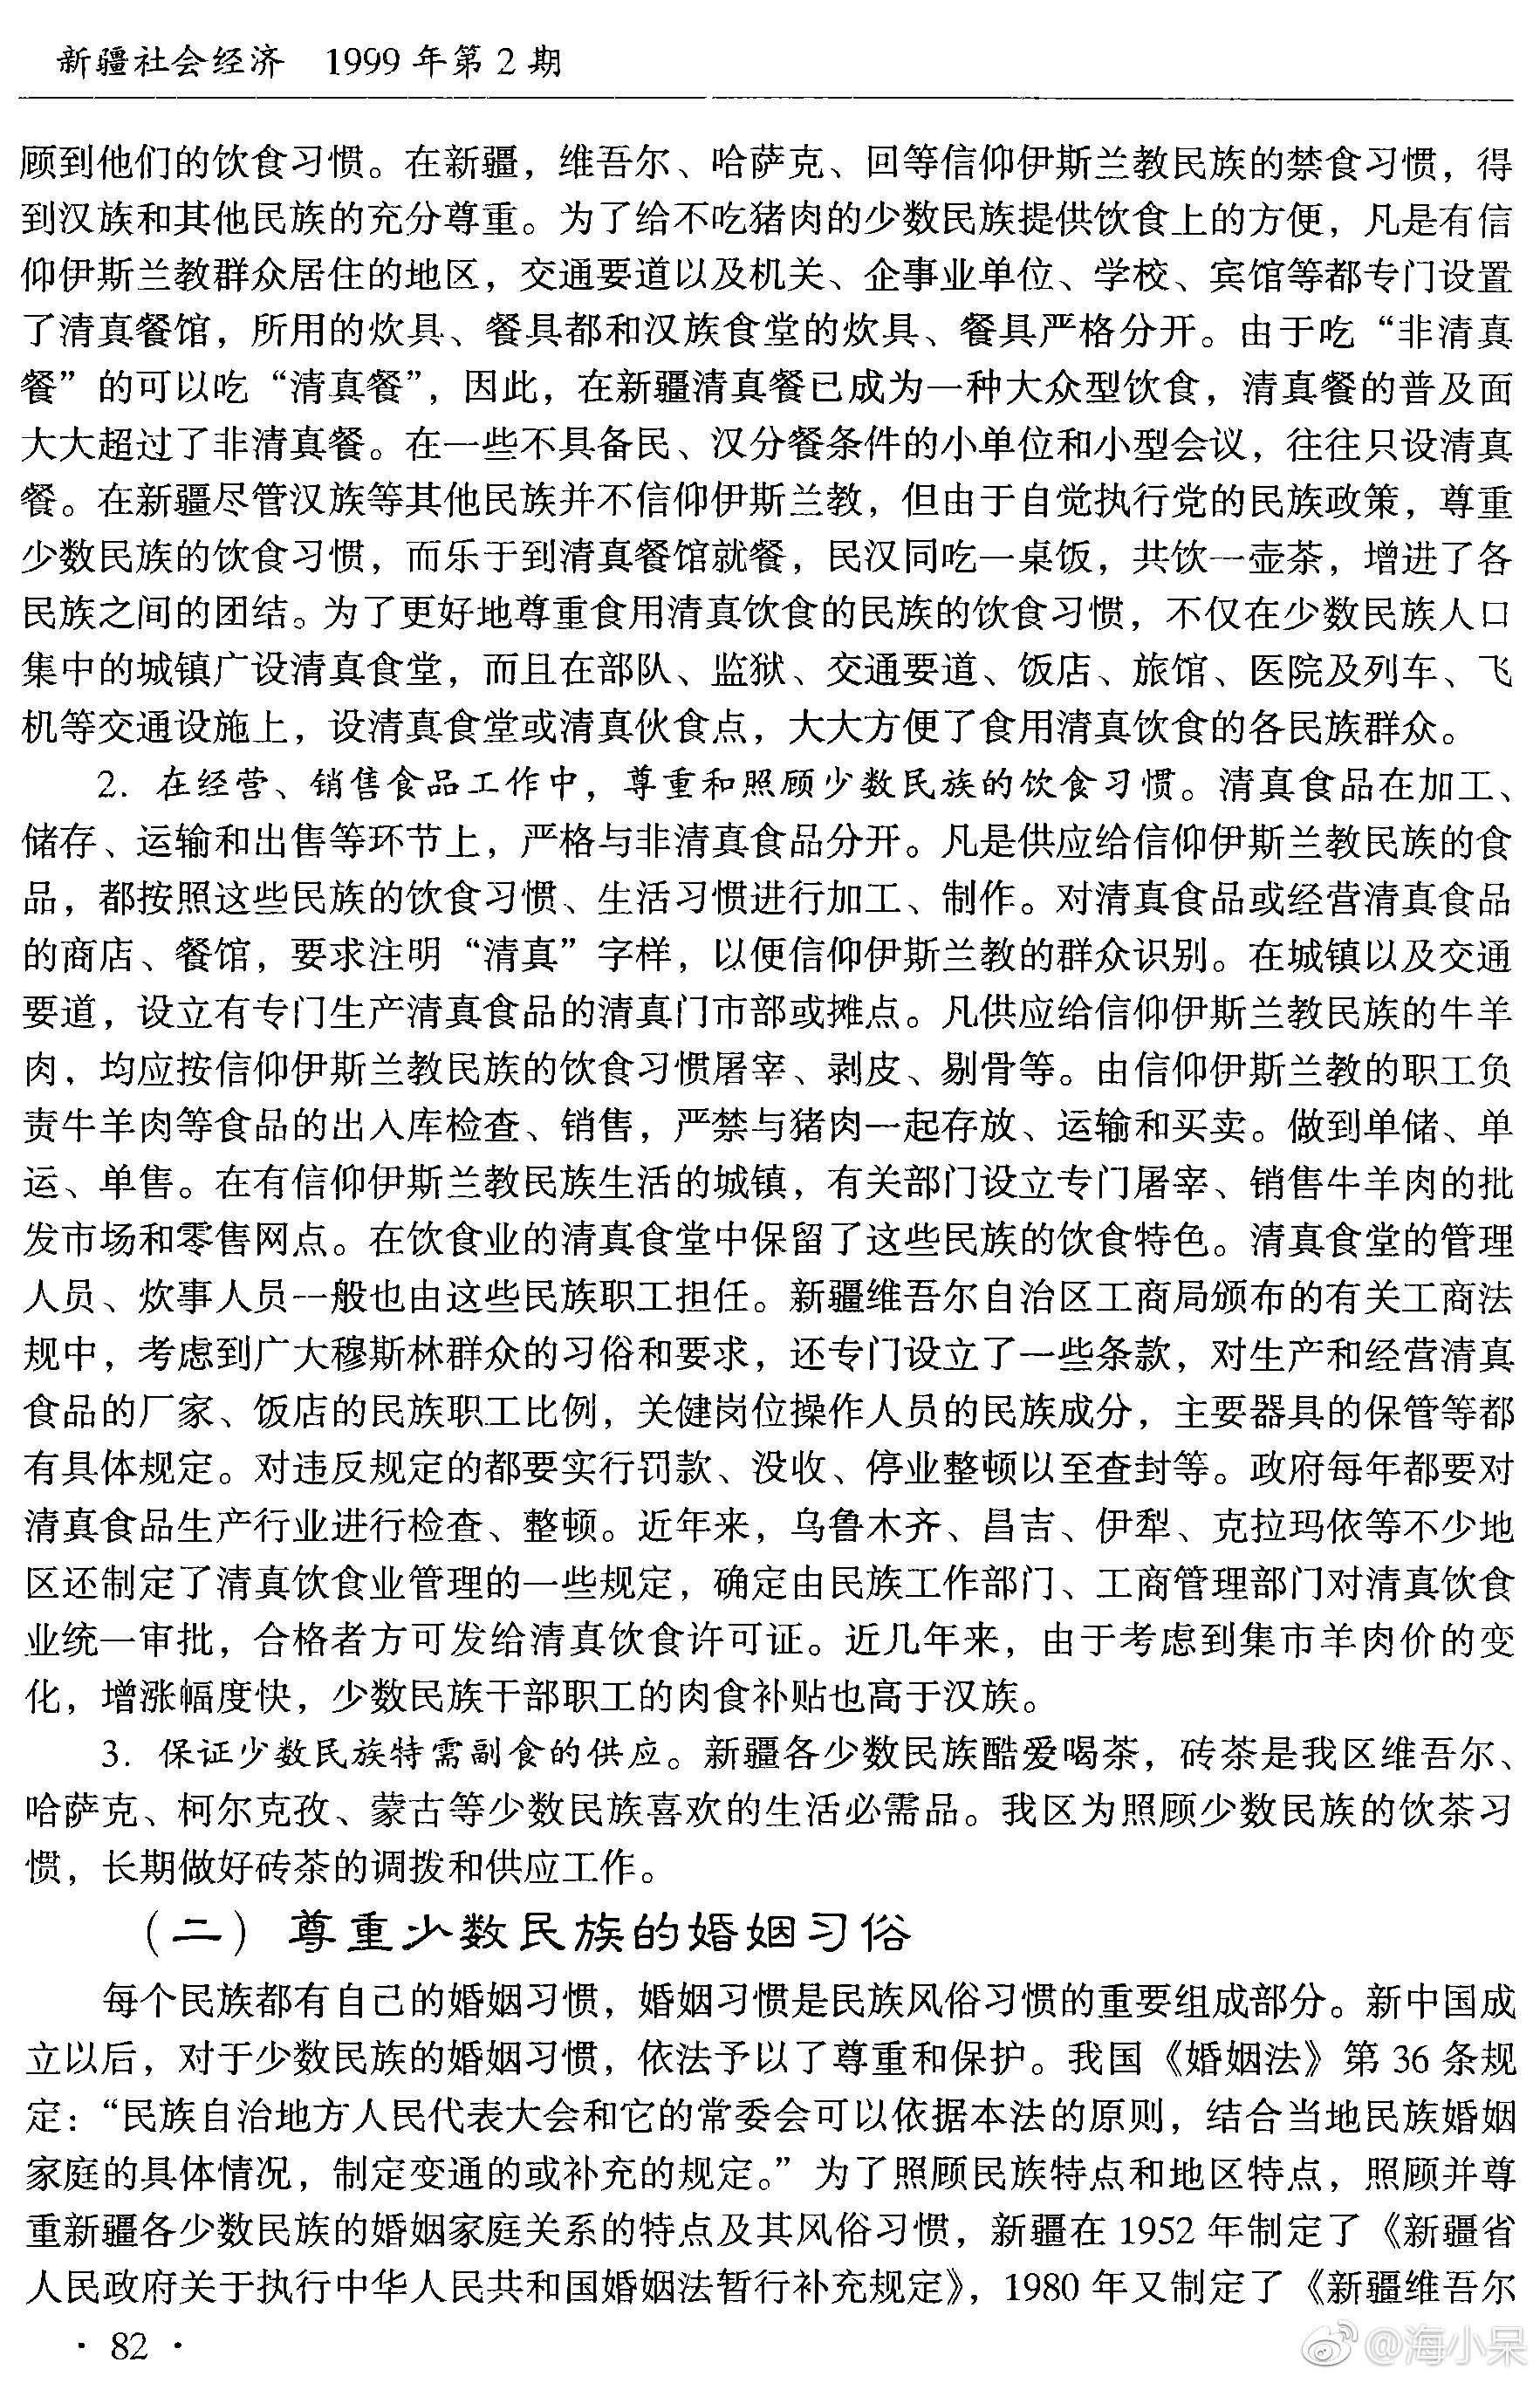 新疆社会经济 1999年第2期
顾到他们的饮食习惯。在新疆，维吾尔、哈萨克、回等信仰伊斯兰教民族的禁食习惯，得
到汉族和其他民族的充分尊重。为了给不吃猪肉的少数民族提供饮食上的方便，凡是有信
仰伊斯兰教群众居住的地区，交通要道以及机关、企事业单位、学校、宾馆等都专门设置
了清真餐馆，所用的炊具、餐具都和汉族食堂的炊具、餐具严格分开。由于吃“非清真
餐”的可以吃“清真餐”，因此，在新疆清真餐已成为一种大众型饮食，清真餐的普及面
大大超过了非清真餐。在一些不具备民、汉分餐条件的小单位和小型会议，往往只设清真
餐。在新疆尽管汉族等其他民族并不信仰伊斯兰教，但由于自觉执行党的民族政策，尊重
少数民族的饮食习惯，而乐于到清真餐馆就餐，民汉同吃一桌饭，共饮一壶茶，增进了各
民族之间的团结。为了更好地尊重食用清真饮食的民族的饮食习惯，不仅在少数民族人口
集中的城镇广设清真食堂，而且在部队、监狱、交通要道、饭店、旅馆、医院及列车、飞
机等交通设施上，设清真食堂或清真伙食点，大大方便了食用清真饮食的各民族群众。
2. 在经营、销售食品工作中，尊重和照顾少数民族的饮食习惯。清真食品在加工、
储存、运输和出售等环节上，严格与非清真食品分开。凡是供应给信仰伊斯兰教民族的食
品，都按照这些民族的饮食习惯、生活习惯进行加工、制作。对清真食品或经营清真食品
的商店、餐馆，要求注明“清真”字样，以便信仰伊斯兰教的群众识别。在城镇以及交通
要道，设立有专门生产清真食品的清真门市部或摊点。凡供应给信仰伊斯兰教民族的牛羊
肉，均应按信仰伊斯兰教民族的饮食习惯屠宰、剥皮、剔骨等。由信仰伊斯兰教的职工负
责牛羊肉等食品的出入库检查、销售，严禁与猪肉一起存放、运输和买卖。做到单储、单
运、单售。在有信仰伊斯兰教民族生活的城镇，有关部门设立专门屠宰、销售牛羊肉的批
发市场和零售网点。在饮食业的清真食堂中保留了这些民族的饮食特色。清真食堂的管理
人员、炊事人员一般也由这些民族职工担任。新疆维吾尔自治区工商局颁布的有关工商法
规中，考虑到广大穆斯林群众的习俗和要求，还专门设立了一些条款，对生产和经营清真
食品的厂家、饭店的民族职工比例，关健岗位操作人员的民族成分，主要器具的保管等都
有具体规定。对违反规定的都要实行罚款、没收、停业整顿以至查封等。政府每年都要对
清真食品生产行业进行检查、整顿。近年来，乌鲁木齐、昌吉、伊犁、克拉玛依等不少地
区还制定了清真饮食业管理的一些规定，确定由民族工作部门、工商管理部门对清真饮食
业统一审批，合格者方可发给清真饮食许可证。近几年来，由于考虑到集市羊肉价的变
化，增涨幅度快，少数民族干部职工的肉食补贴也高于汉族。
3. 保证少数民族特需副食的供应。新疆各少数民族酷爱喝茶，砖茶是我区维吾尔、
哈萨克、柯尔克孜、蒙古等少数民族喜欢的生活必需品。我区为照顾少数民族的饮茶习
惯，长期做好砖茶的调拨和供应工作。
（二）尊重少数民族的婚姻习俗
每个民族都有自己的婚姻习惯，婚姻习惯是民族风俗习惯的重要组成部分。新中国成
立以后，对于少数民族的婚姻习惯，依法予以了尊重和保护。我国《婚姻法》第36条规
定：“民族自治地方人民代表大会和它的常委会可以依据本法的原则，结合当地民族婚姻
家庭的具体情况，制定变通的或补充的规定。”为了照顾民族特点和地区特点，照顾并尊
重新疆各少数民族的婚姻家庭关系的特点及其风俗习惯，新疆在1952年制定了《新疆省
人民政府关于执行中华人民共和国婚姻法暂行补充规定》，1980年又制定了《新疆维吾尔
· 82 ·
@海小呆